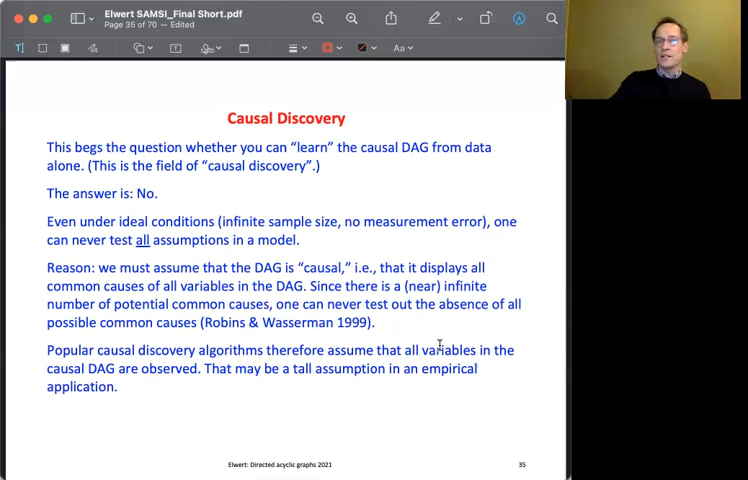 Elwert SAMSI_Final Short.pdf
Page 35 of 70 — Edited
Aa
Causal Discovery
This begs the question whether you can “learn” the causal DAG from data
alone. (This is the field of “causal discovery”.)
The answer is: No.
Even under ideal conditions (infinite sample size, no measurement error), one
can never test all assumptions in a model.
Reason: we must assume that the DAG is “causal,” i.e., that it displays all
common causes of all variables in the DAG. Since there is a (near) infinite
number of potential common causes, one can never test out the absence of all
possible common causes (Robins & Wasserman 1999).
Popular causal discovery algorithms therefore assume that all variables in the
causal DAG are observed. That may be a tall assumption in an empirical
application.
Elwert: Directed acyclic graphs 2021
35